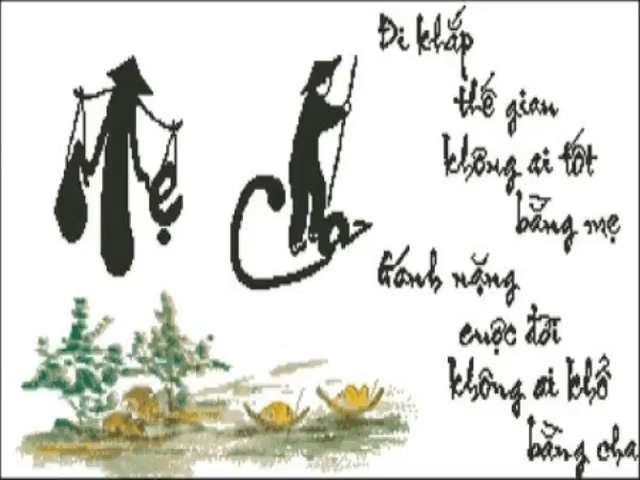 Mẹ Cha
Đi khắp
thế gian
không ai tốt
bằng mẹ
Gánh nặng
cuộc đời
không ai khổ
bằng cha